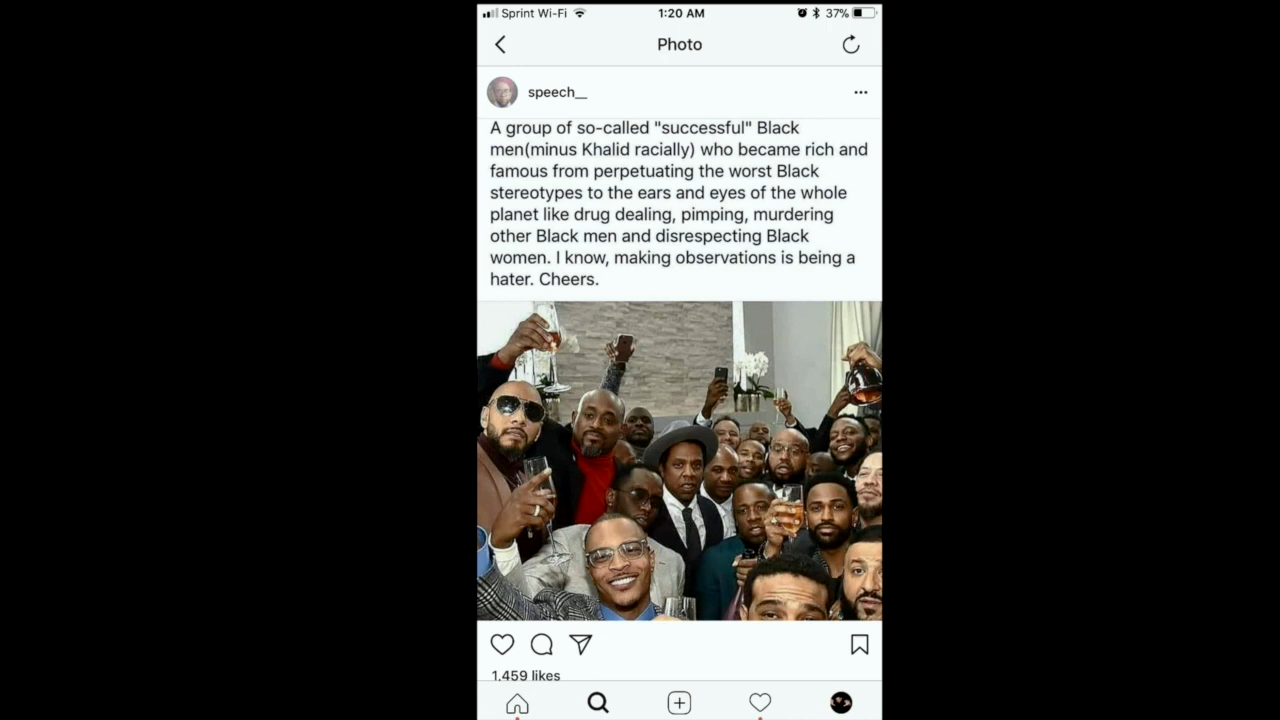 Sprint Wi-Fi 1:20 AM 37%
Photo
speech__
A group of so-called "successful" Black
men(minus Khalid racially) who became rich and
famous from perpetuating the worst Black
stereotypes to the ears and eyes of the whole
planet like drug dealing, pimping, murdering
other Black men and disrespecting Black
women. I know, making observations is being a
hater. Cheers.
1,459 likes